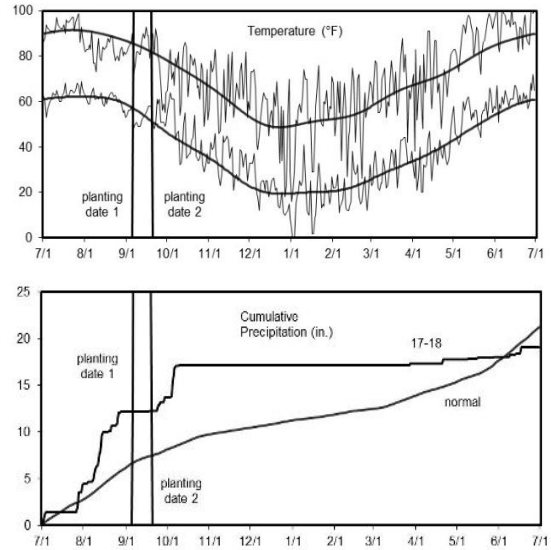 100
80
60
40
20
0
Temperature (°F)
planting
date 1
planting
date 2
7/1 8/1 9/1 10/1 11/1 12/1 1/1 2/1 3/1 4/1 5/1 6/1 7/1
25
20
15
10
5
0
Cumulative
Precipitation (in.)
17-18
planting
date 1
normal
planting
date 2
7/1 8/1 9/1 10/1 11/1 12/1 1/1 2/1 3/1 4/1 5/1 6/1 7/1